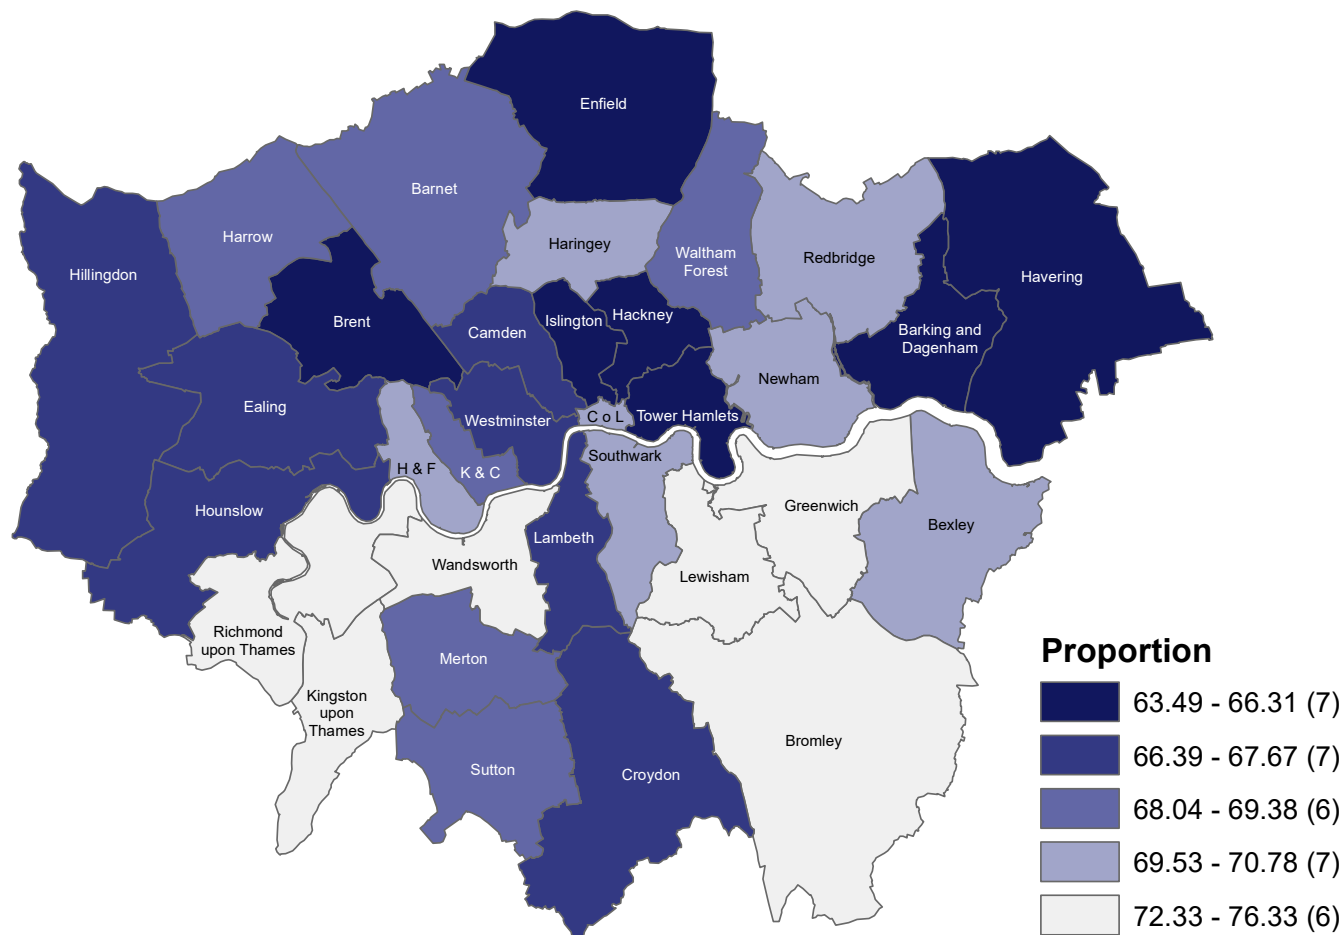 Enfield
Barnet
Harrow
Haringey
Waltham
Forest
Redbridge
Hillingdon
Havering
Brent
Camden
Islington
Hackney
Barking and
Dagenham
Newham
Ealing
Westminster
C o L
Tower Hamlets
H & F
K & C
Southwark
Hounslow
Greenwich
Bexley
Lambeth
Wandsworth
Lewisham
Richmond
upon Thames
Merton
Kingston
upon
Thames
Bromley
Sutton
Croydon
Proportion
63.49 - 66.31 (7)
66.39 - 67.67 (7)
68.04 - 69.38 (6)
69.53 - 70.78 (7)
72.33 - 76.33 (6)